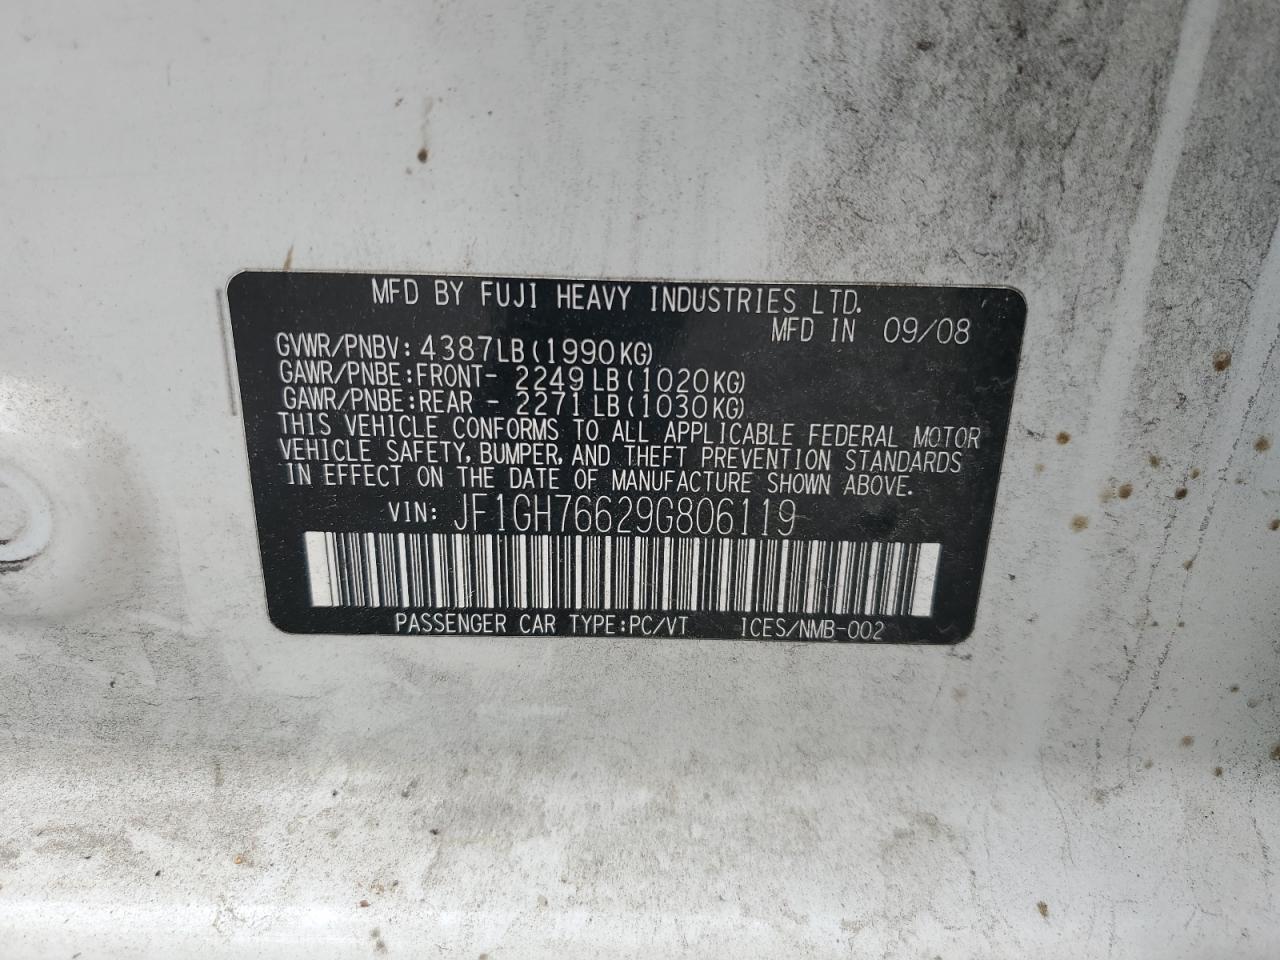 MFD BY FUJI HEAVY INDUSTRIES LTD.
MFD IN 09/08
GVWR/PNBV: 4387LB(1990KG)
GAWR/PNBE:FRONT- 2249LB(1020KG)
GAWR/PNBE:REAR - 2271LB(1030KG)
THIS VEHICLE CONFORMS TO ALL APPLICABLE FEDERAL MOTOR
VEHICLE SAFETY, BUMPER, AND THEFT PREVENTION STANDARDS
IN EFFECT ON THE DATE OF MANUFACTURE SHOWN ABOVE.
VIN: JF1GH76629G806119
PASSENGER CAR TYPE:PC/VT ICES/NMB-002